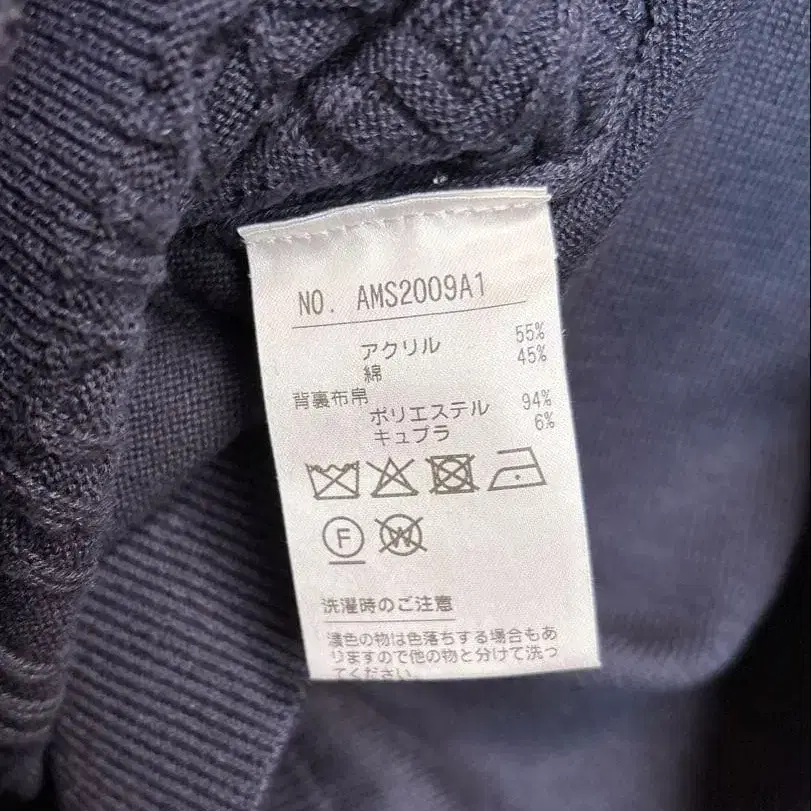 NO. AMS2009A1
アクリル 55%
綿 45%
背裏布帛
ポリエステル 94%
キュプラ 6%
F
W
洗濯時のご注意
濃色の物は色落ちする場合もあ
りますので他の物と分けて洗っ
てください。